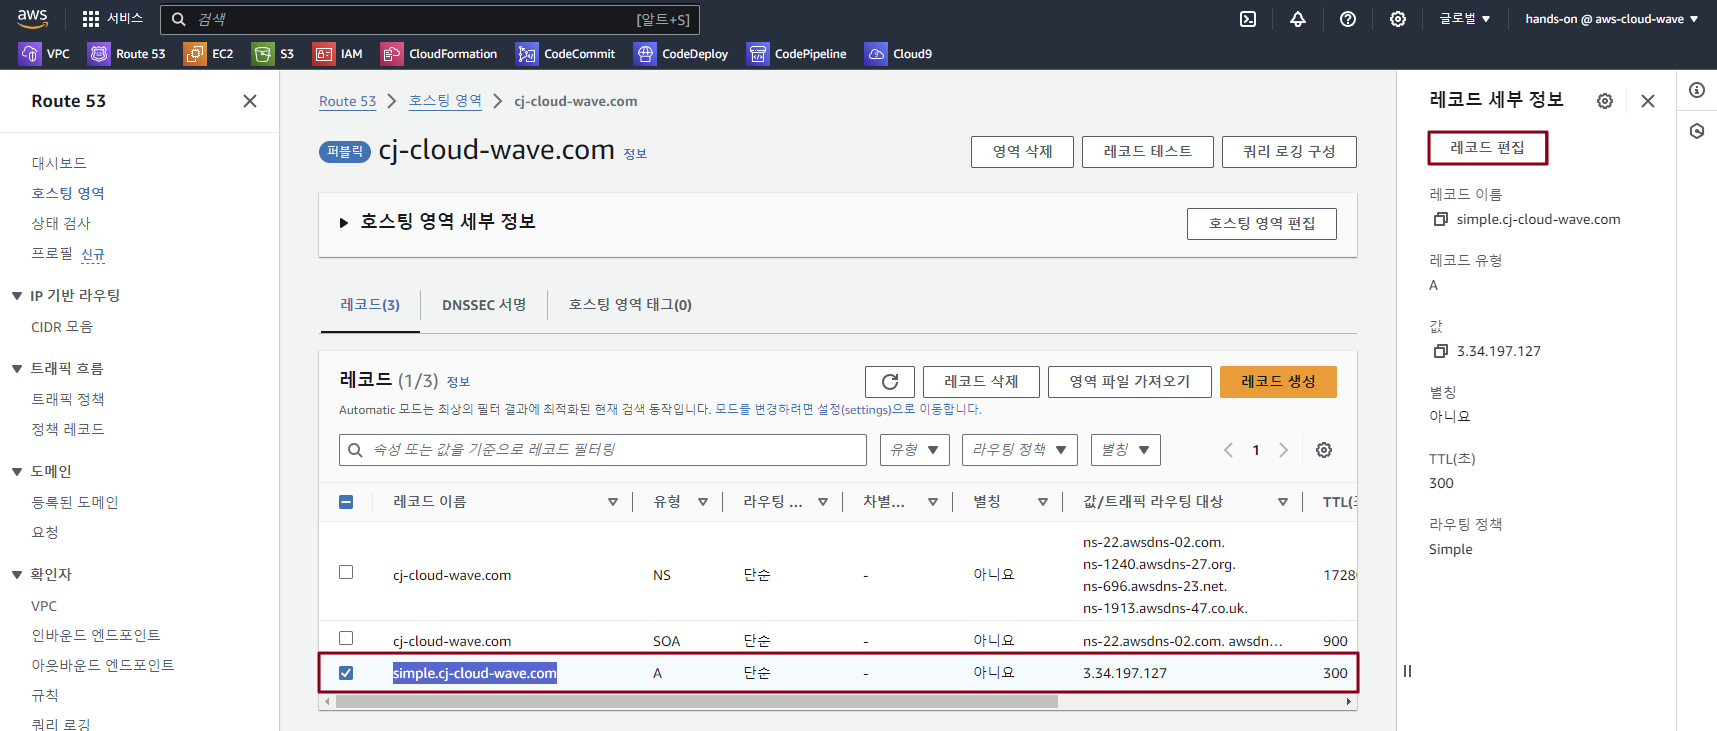 aws
서비스
검색
[알트+S]
글로벌 ▼
hands-on @ aws-cloud-wave ▼
VPC
Route 53
EC2
S3
IAM
CloudFormation
CodeCommit
CodeDeploy
CodePipeline
Cloud9
Route 53
대시보드
호스팅 영역
상태 검사
프로필 신규
▼ IP 기반 라우팅
CIDR 모음
▼ 트래픽 흐름
트래픽 정책
정책 레코드
▼ 도메인
등록된 도메인
요청
▼ 확인자
VPC
인바운드 엔드포인트
아웃바운드 엔드포인트
규칙
쿼리 로깅
Route 53 > 호스팅 영역 > cj-cloud-wave.com
퍼블릭 cj-cloud-wave.com 정보
영역 삭제
레코드 테스트
쿼리 로깅 구성
▶ 호스팅 영역 세부 정보
호스팅 영역 편집
레코드(3)
DNSSEC 서명
호스팅 영역 태그(0)
레코드 (1/3) 정보
레코드 삭제
영역 파일 가져오기
레코드 생성
Automatic 모드는 최상의 필터 결과에 최적화된 현재 검색 동작입니다. 모드를 변경하려면 설정(settings)으로 이동합니다.
속성 또는 값을 기준으로 레코드 필터링
유형 ▼
라우팅 정책 ▼
별칭 ▼
1
레코드 이름
유형
라우팅 ...
차별...
별칭
값/트래픽 라우팅 대상
TTL(초
cj-cloud-wave.com
NS
단순
-
아니요
ns-22.awsdns-02.com.
ns-1240.awsdns-27.org.
ns-696.awsdns-23.net.
ns-1913.awsdns-47.co.uk.
1728
cj-cloud-wave.com
SOA
단순
-
아니요
ns-22.awsdns-02.com. awsdn...
900
simple.cj-cloud-wave.com
A
단순
-
아니요
3.34.197.127
300
레코드 세부 정보
레코드 편집
레코드 이름
simple.cj-cloud-wave.com
레코드 유형
A
값
3.34.197.127
별칭
아니요
TTL(초)
300
라우팅 정책
Simple